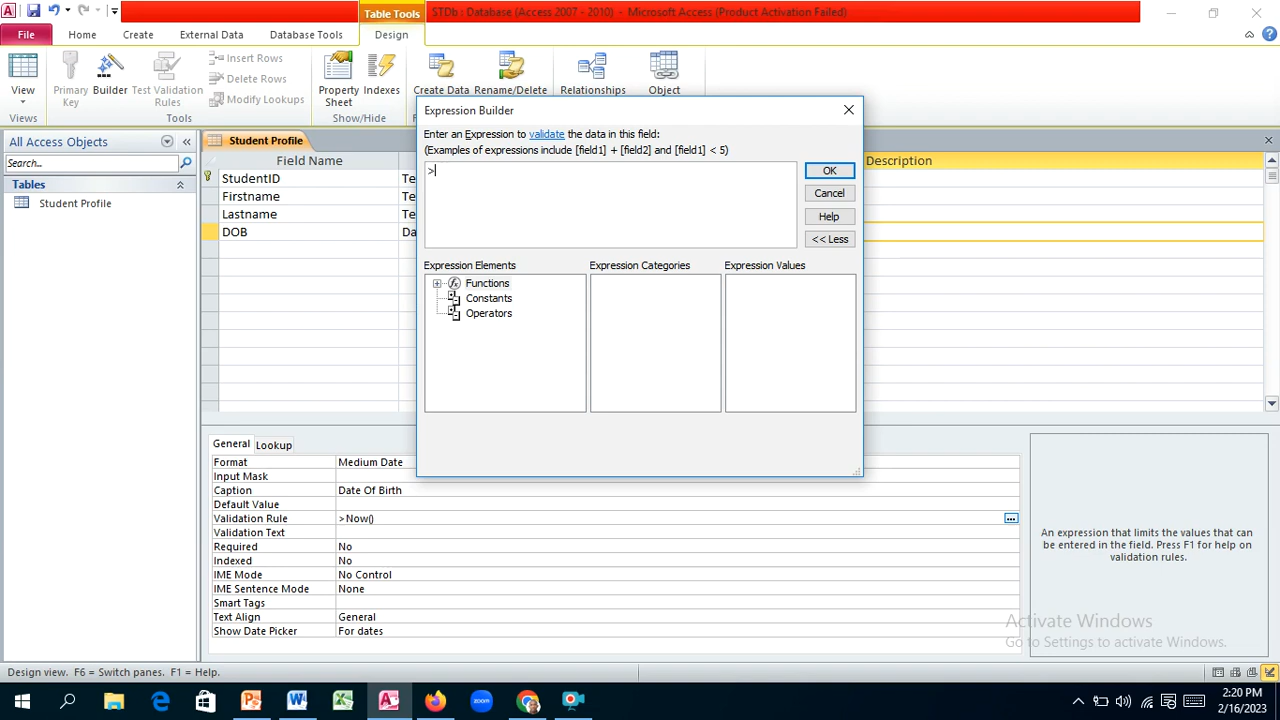 Table Tools
STDb : Database (Access 2007 - 2010) - Microsoft Access (Product Activation Failed)
File
Home
Create
External Data
Database Tools
Design
View
Primary Key
Builder
Test Validation Rules
Insert Rows
Delete Rows
Modify Lookups
Property Sheet
Indexes
Create Data
Rename/Delete
Relationships
Object
Views
Tools
Show/Hide
All Access Objects
Search..
Tables
Student Profile
Student Profile
Field Name
Description
StudentID
Te
Firstname
Te
Lastname
Te
DOB
Da
Expression Builder
Enter an Expression to validate the data in this field:
(Examples of expressions include [field1] + [field2] and [field1] < 5)
>
OK
Cancel
Help
<< Less
Expression Elements
Expression Categories
Expression Values
Functions
Constants
Operators
General
Lookup
Format Medium Date
Input Mask
Caption Date Of Birth
Default Value
Validation Rule >Now()
Validation Text
Required No
Indexed No
IME Mode No Control
IME Sentence Mode None
Smart Tags
Text Align General
Show Date Picker For dates
An expression that limits the values that can
be entered in the field. Press F1 for help on
validation rules.
Activate Windows
Go to Settings to activate Windows.
Design view. F6 = Switch panes. F1 = Help.
zoom
2:20 PM
2/16/2023